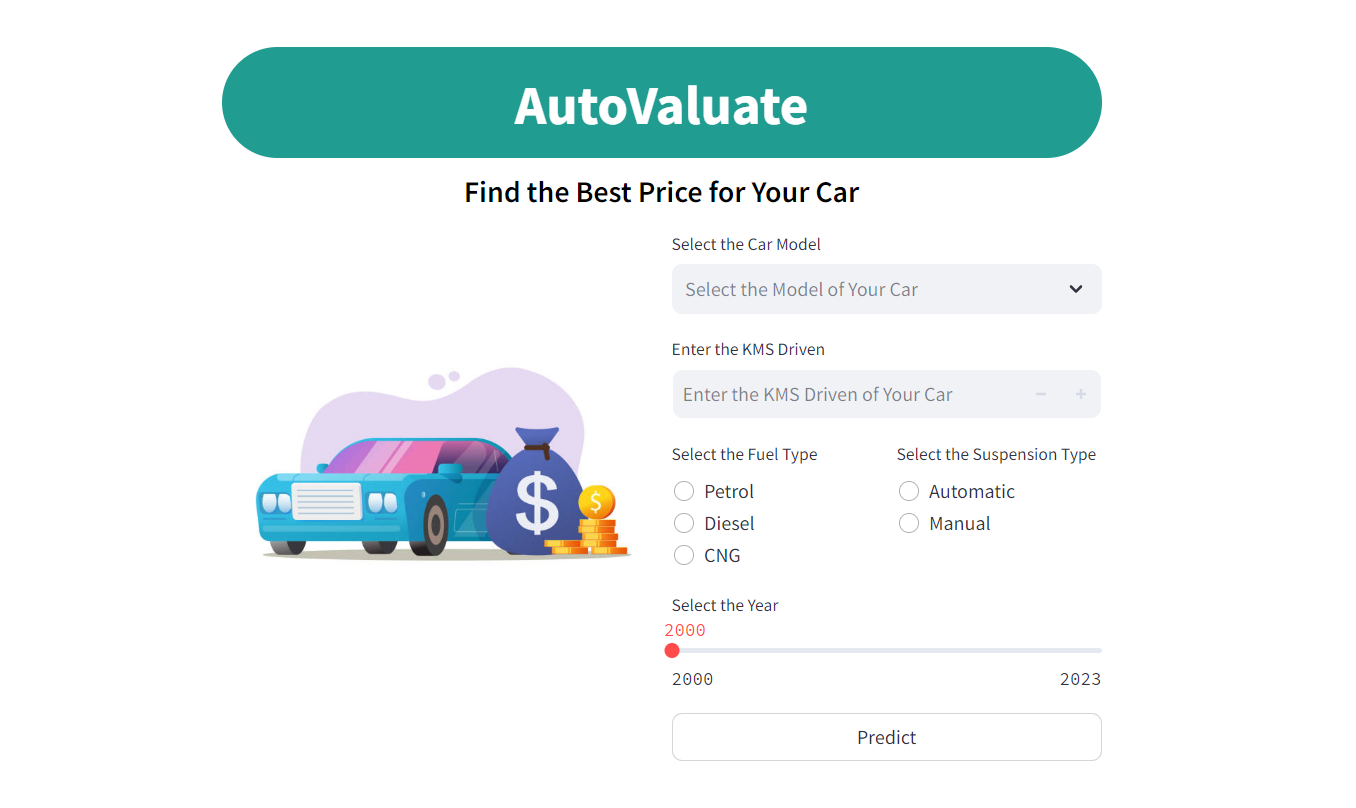 AutoValuate
Find the Best Price for Your Car
Select the Car Model
Select the Model of Your Car
Enter the KMS Driven
Enter the KMS Driven of Your Car
Select the Fuel Type
Petrol
Diesel
CNG
Select the Suspension Type
Automatic
Manual
$
$
Select the Year
2000
2000 2023
Predict